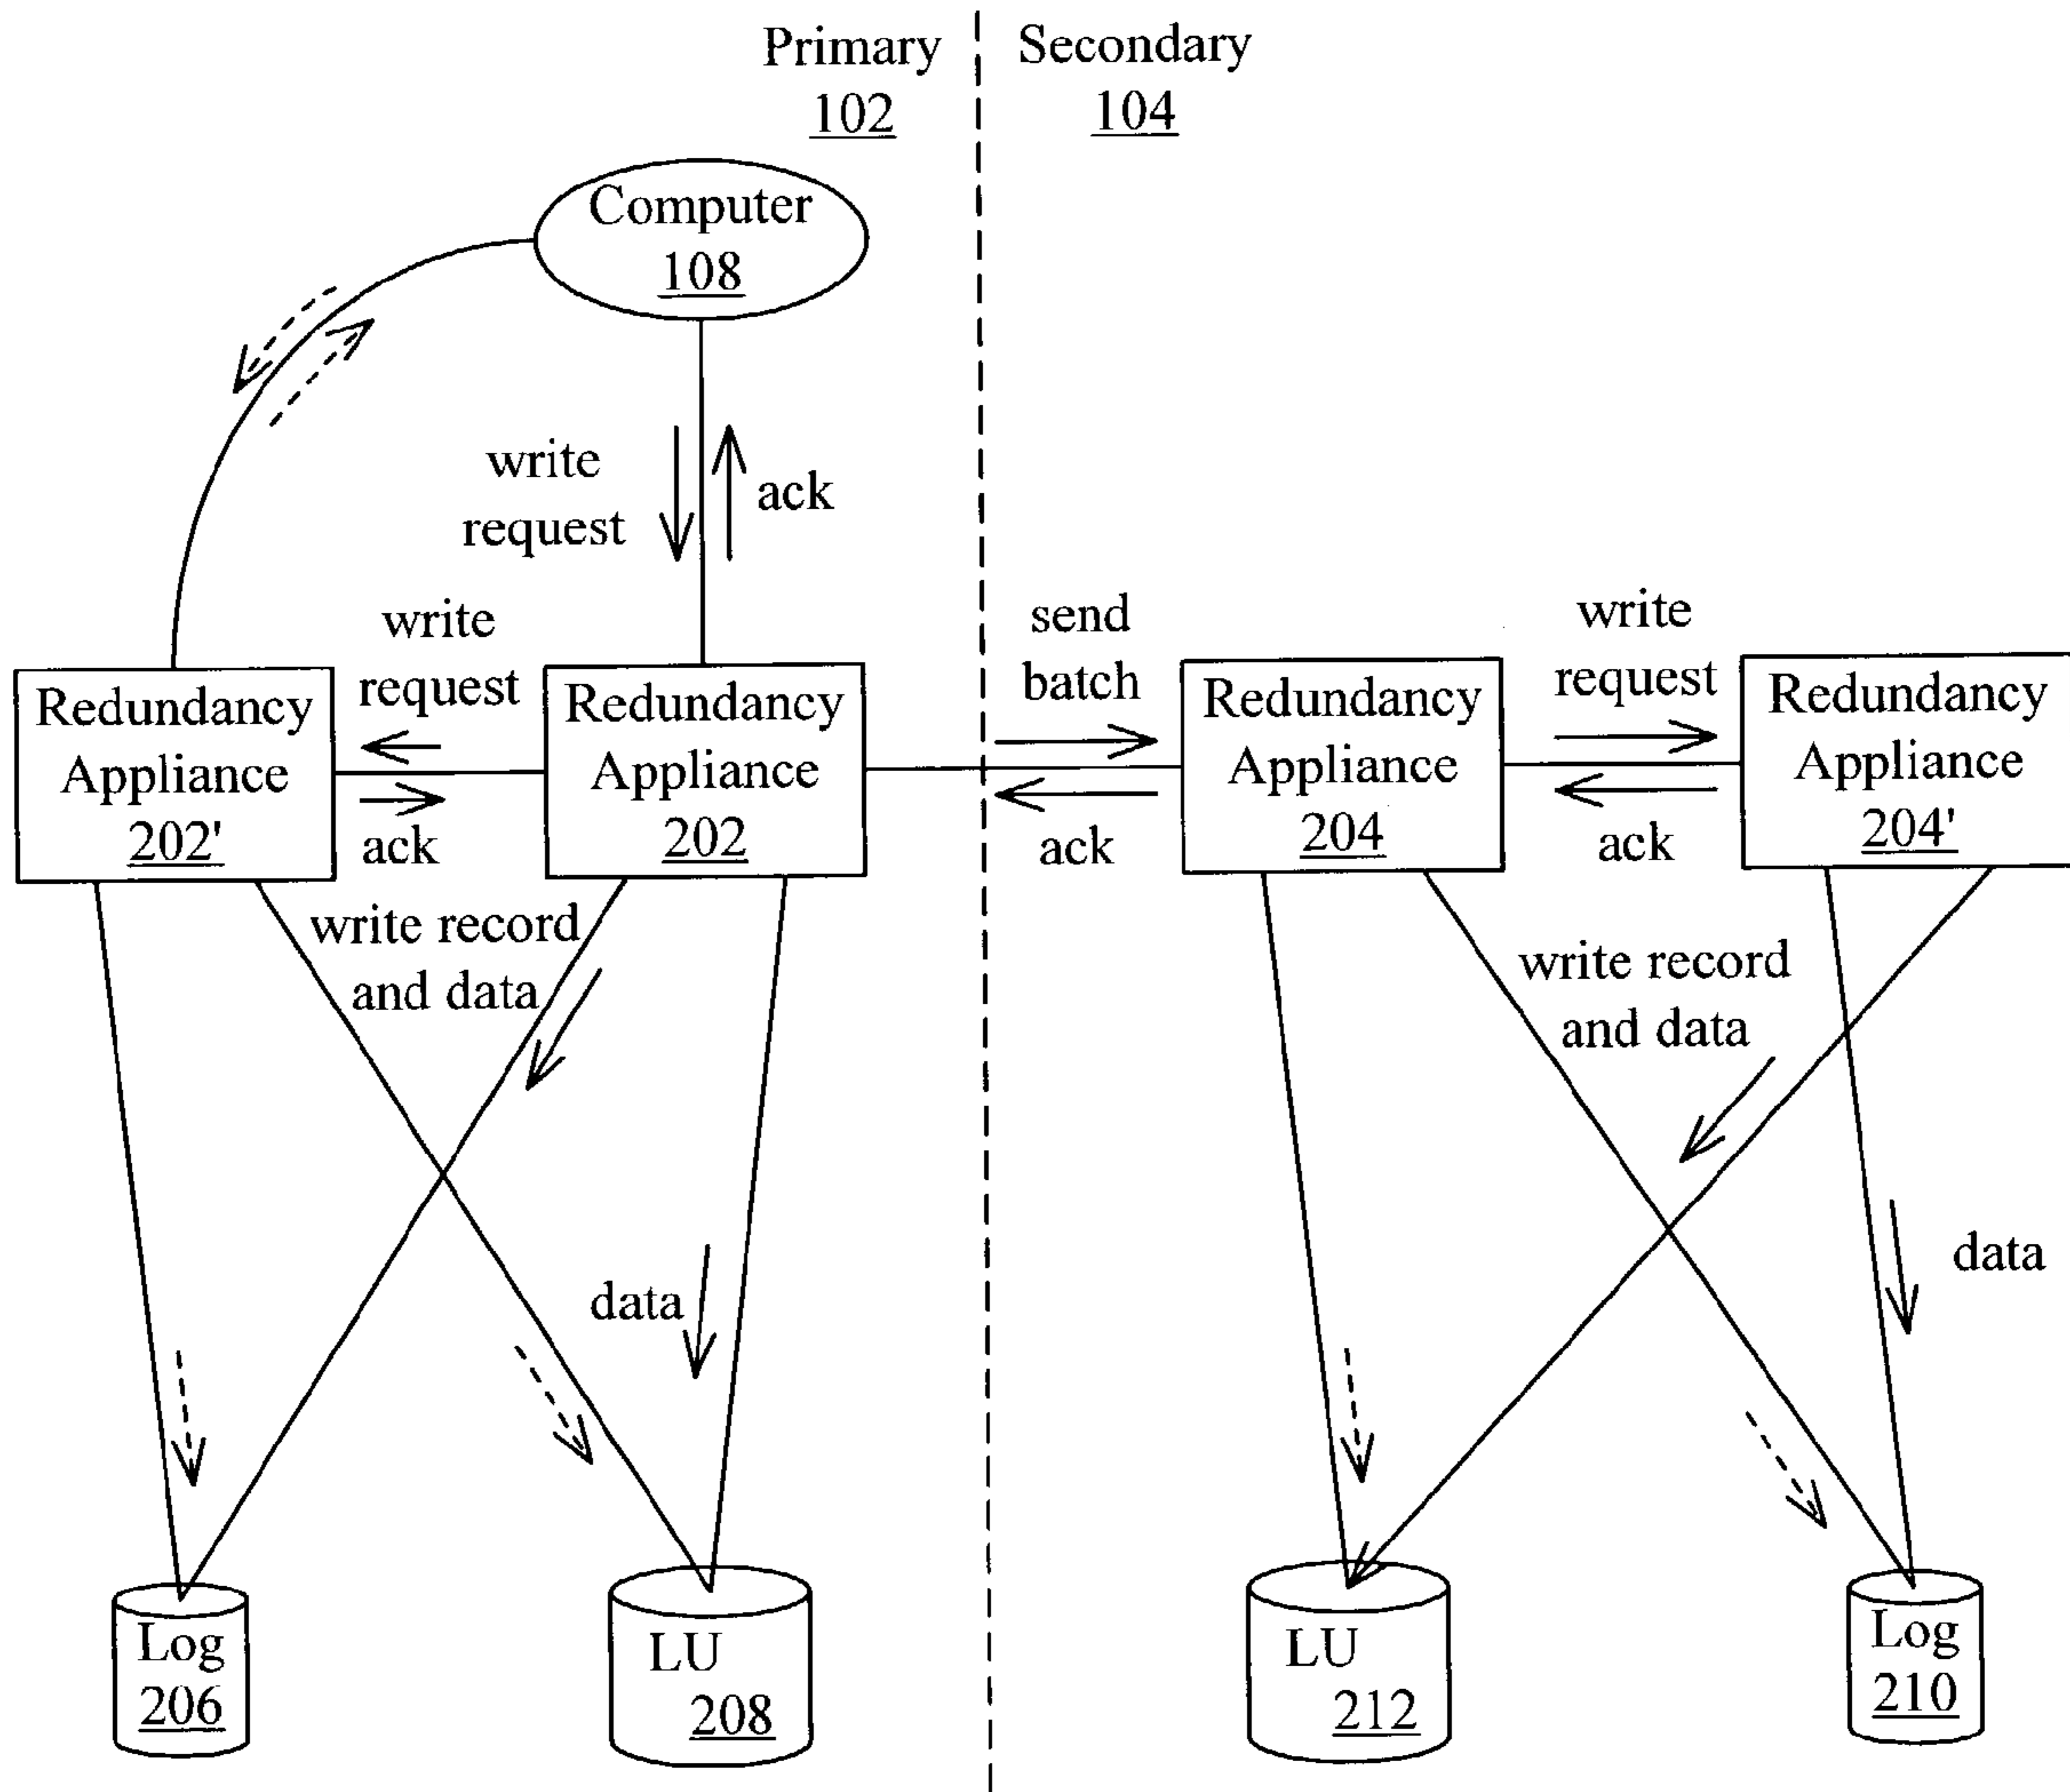 Primary
102
Secondary
104
Computer
108
write
request
ack
write
request
ack
send
batch
ack
write
request
ack
Redundancy
Appliance
202'
Redundancy
Appliance
202
Redundancy
Appliance
204
Redundancy
Appliance
204'
write record
and data
write record
and data
data
data
Log
206
LU
208
LU
212
Log
210